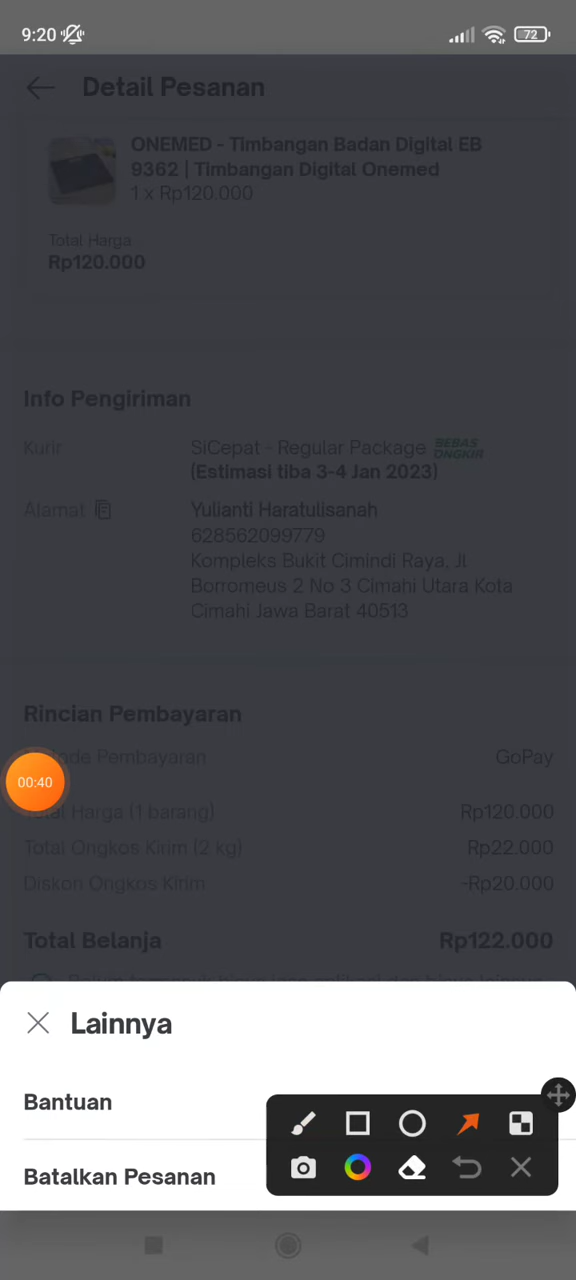 9:20
72
Detail Pesanan
ONEMED - Timbangan Badan Digital EB
9362 | Timbangan Digital Onemed
1 x Rp120.000
Total Harga
Rp120.000
Info Pengiriman
Kurir
SiCepat - Regular Package BEBAS ONGKIR
(Estimasi tiba 3-4 Jan 2023)
Alamat
Yulianti Haratulisanah
628562099779
Kompleks Bukit Cimindi Raya, Jl
Borromeus 2 No 3 Cimahi Utara Kota
Cimahi Jawa Barat 40513
Rincian Pembayaran
Pembayaran
GoPay
00:40
Total Harga (1 barang)
Rp120.000
Total Ongkos Kirim (2 kg)
Rp22.000
Diskon Ongkos Kirim
-Rp20.000
Total Belanja
Rp122.000
Lainnya
Bantuan
Batalkan Pesanan